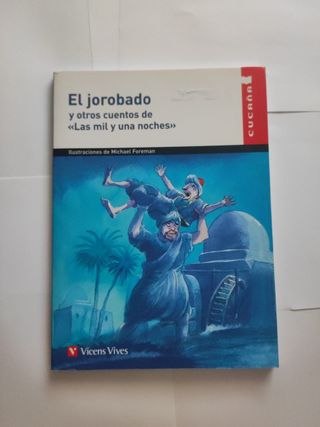 El jorobado
y otros cuentos de
«Las mil y una noches»
Ilustraciones de Michael Foreman
CUCAÑA
Vicens Vives